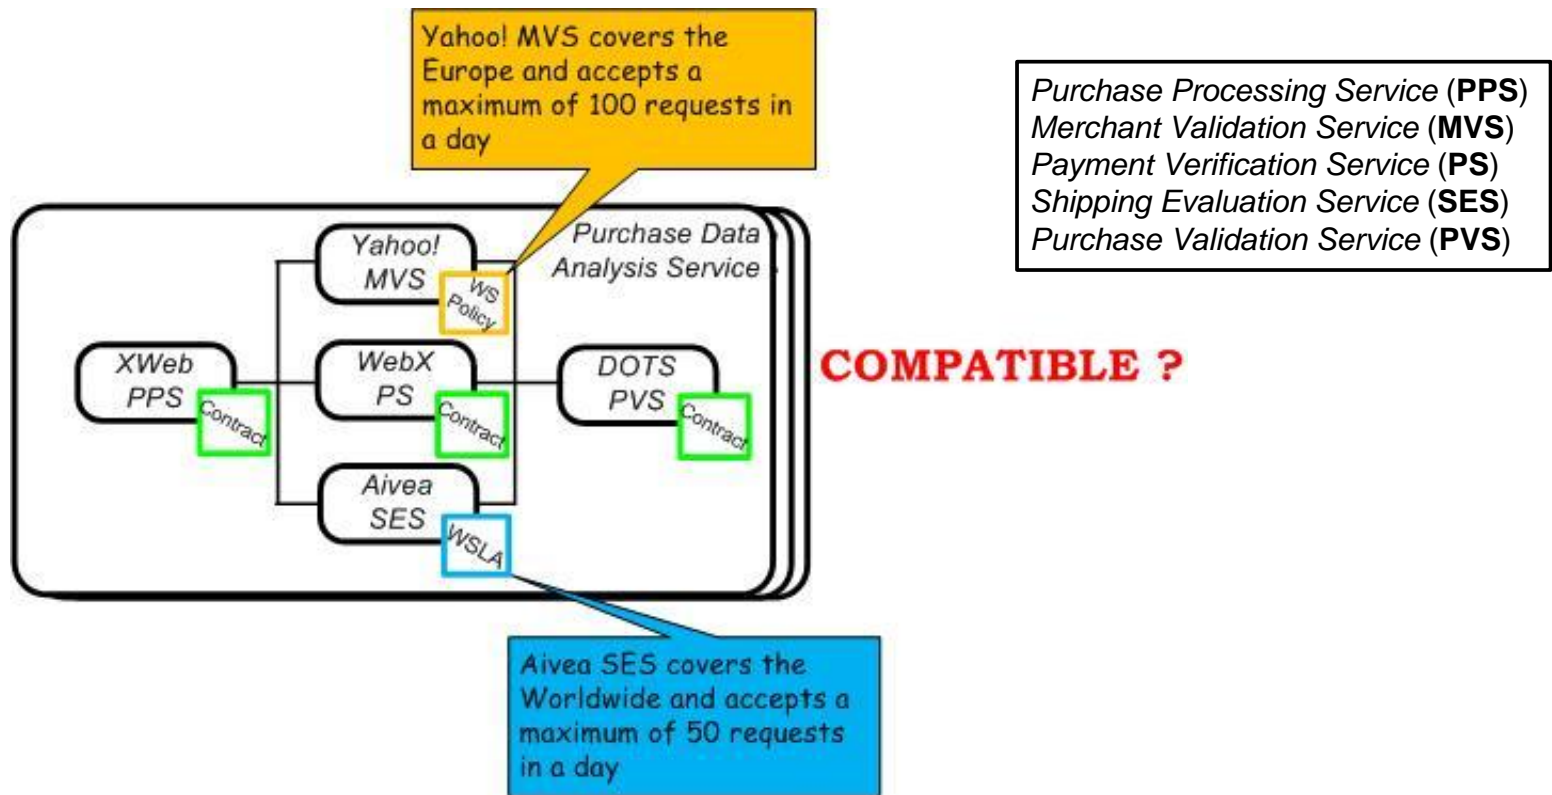 Yahoo! MVS covers the
Europe and accepts a
maximum of 100 requests in
a day
Purchase Processing Service (PPS)
Merchant Validation Service (MVS)
Payment Verification Service (PS)
Shipping Evaluation Service (SES)
Purchase Validation Service (PVS)
Purchase Data
Analysis Service
Yahoo!
MVS
WS
Policy
XWeb
PPS
Contract
WebX
PS
Contract
DOTS
PVS
Contract
COMPATIBLE ?
Aivea
SES
WSLA
Aivea SES covers the
Worldwide and accepts a
maximum of 50 requests
in a day